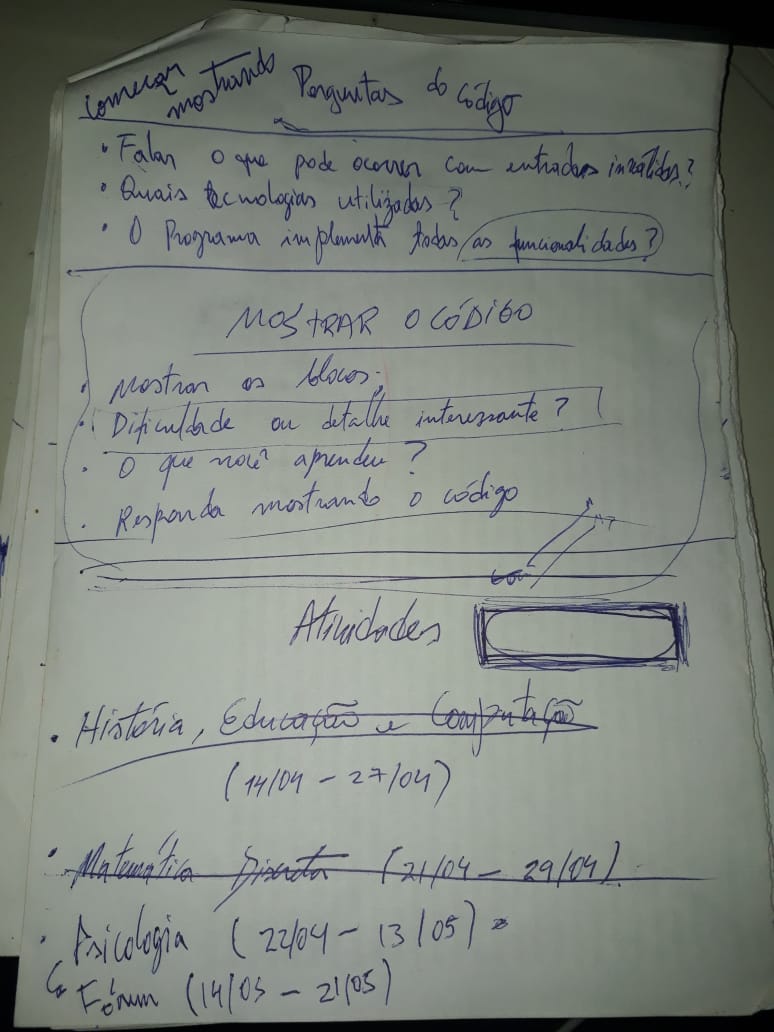 começar mostrando Perguntas do código
• Falar o que pode ocorrer com entradas inválidas?
• Quais tecnologias utilizadas?
• O Programa implementa todas as funcionalidades?
MOSTRAR O CÓDIGO
• Mostrar os blocos;
• Dificuldade ou detalhe interessante?
• O que você aprendeu?
• Responda mostrando o código
Atividades
• História, Educação e Computação
(14/04 - 27/04)
• Matemática Discreta (21/04 - 29/04)
• Psicologia (22/04 - 13/05)
Fórum (14/05 - 21/05)